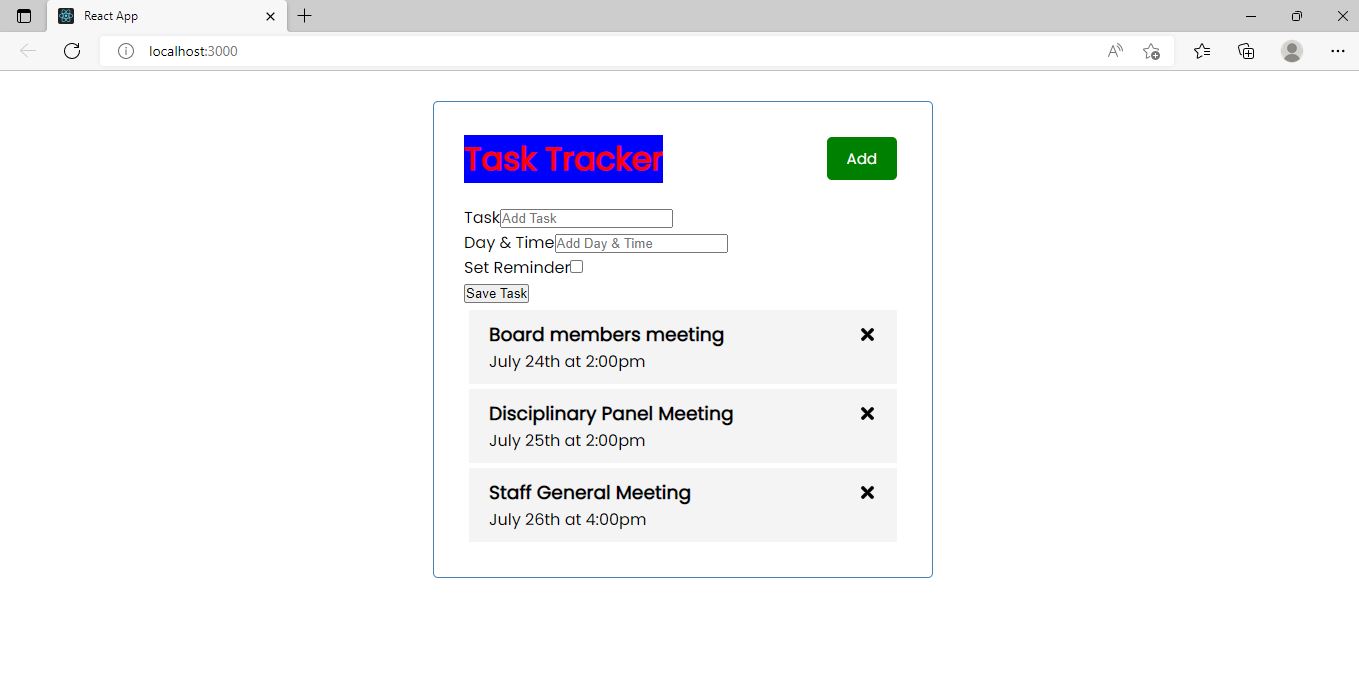 React App
localhost:3000
Task Tracker
Add
Task Add Task
Day & Time Add Day & Time
Set Reminder
Save Task
Board members meeting
July 24th at 2:00pm
Disciplinary Panel Meeting
July 25th at 2:00pm
Staff General Meeting
July 26th at 4:00pm